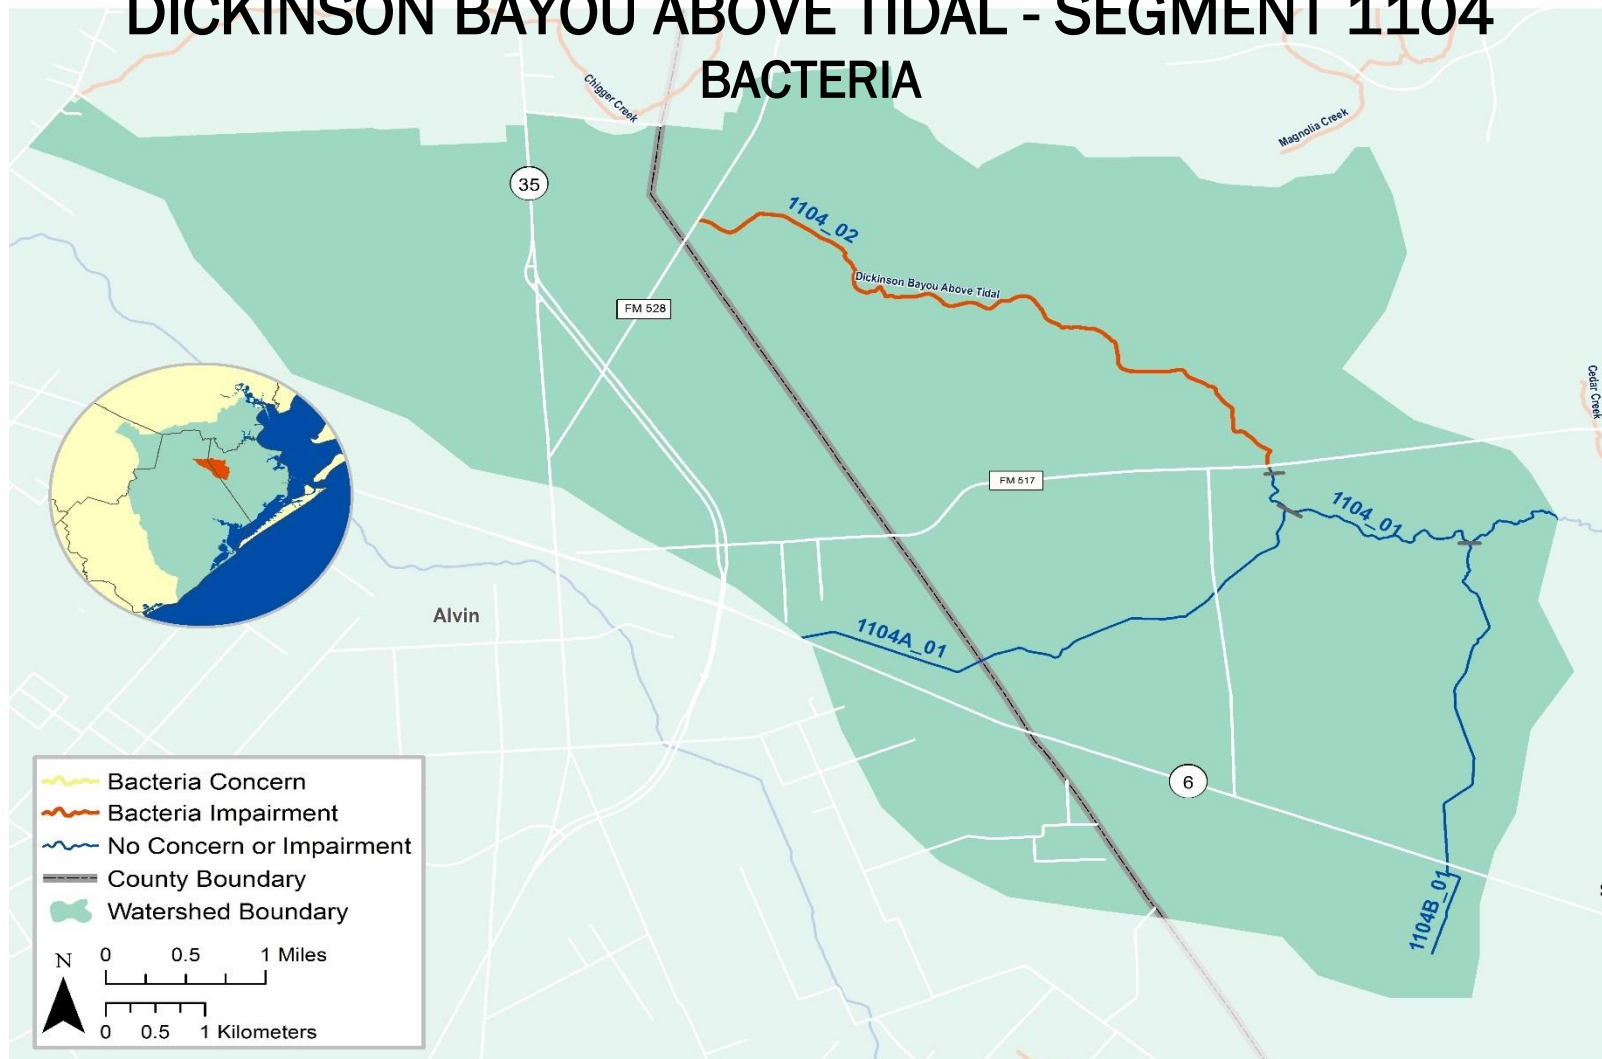 DICKINSON BAYOU ABOVE TIDAL - SEGMENT 1104
BACTERIA
Chigger Creek
Magnolia Creek
35
1104_02
Dickinson Bayou Above Tidal
FM 528
Cedar Creek
FM 517
1104_01
Alvin
1104A_01
6
1104B_01
Bacteria Concern
Bacteria Impairment
No Concern or Impairment
County Boundary
Watershed Boundary
N
0 0.5 1 Miles
0 0.5 1 Kilometers